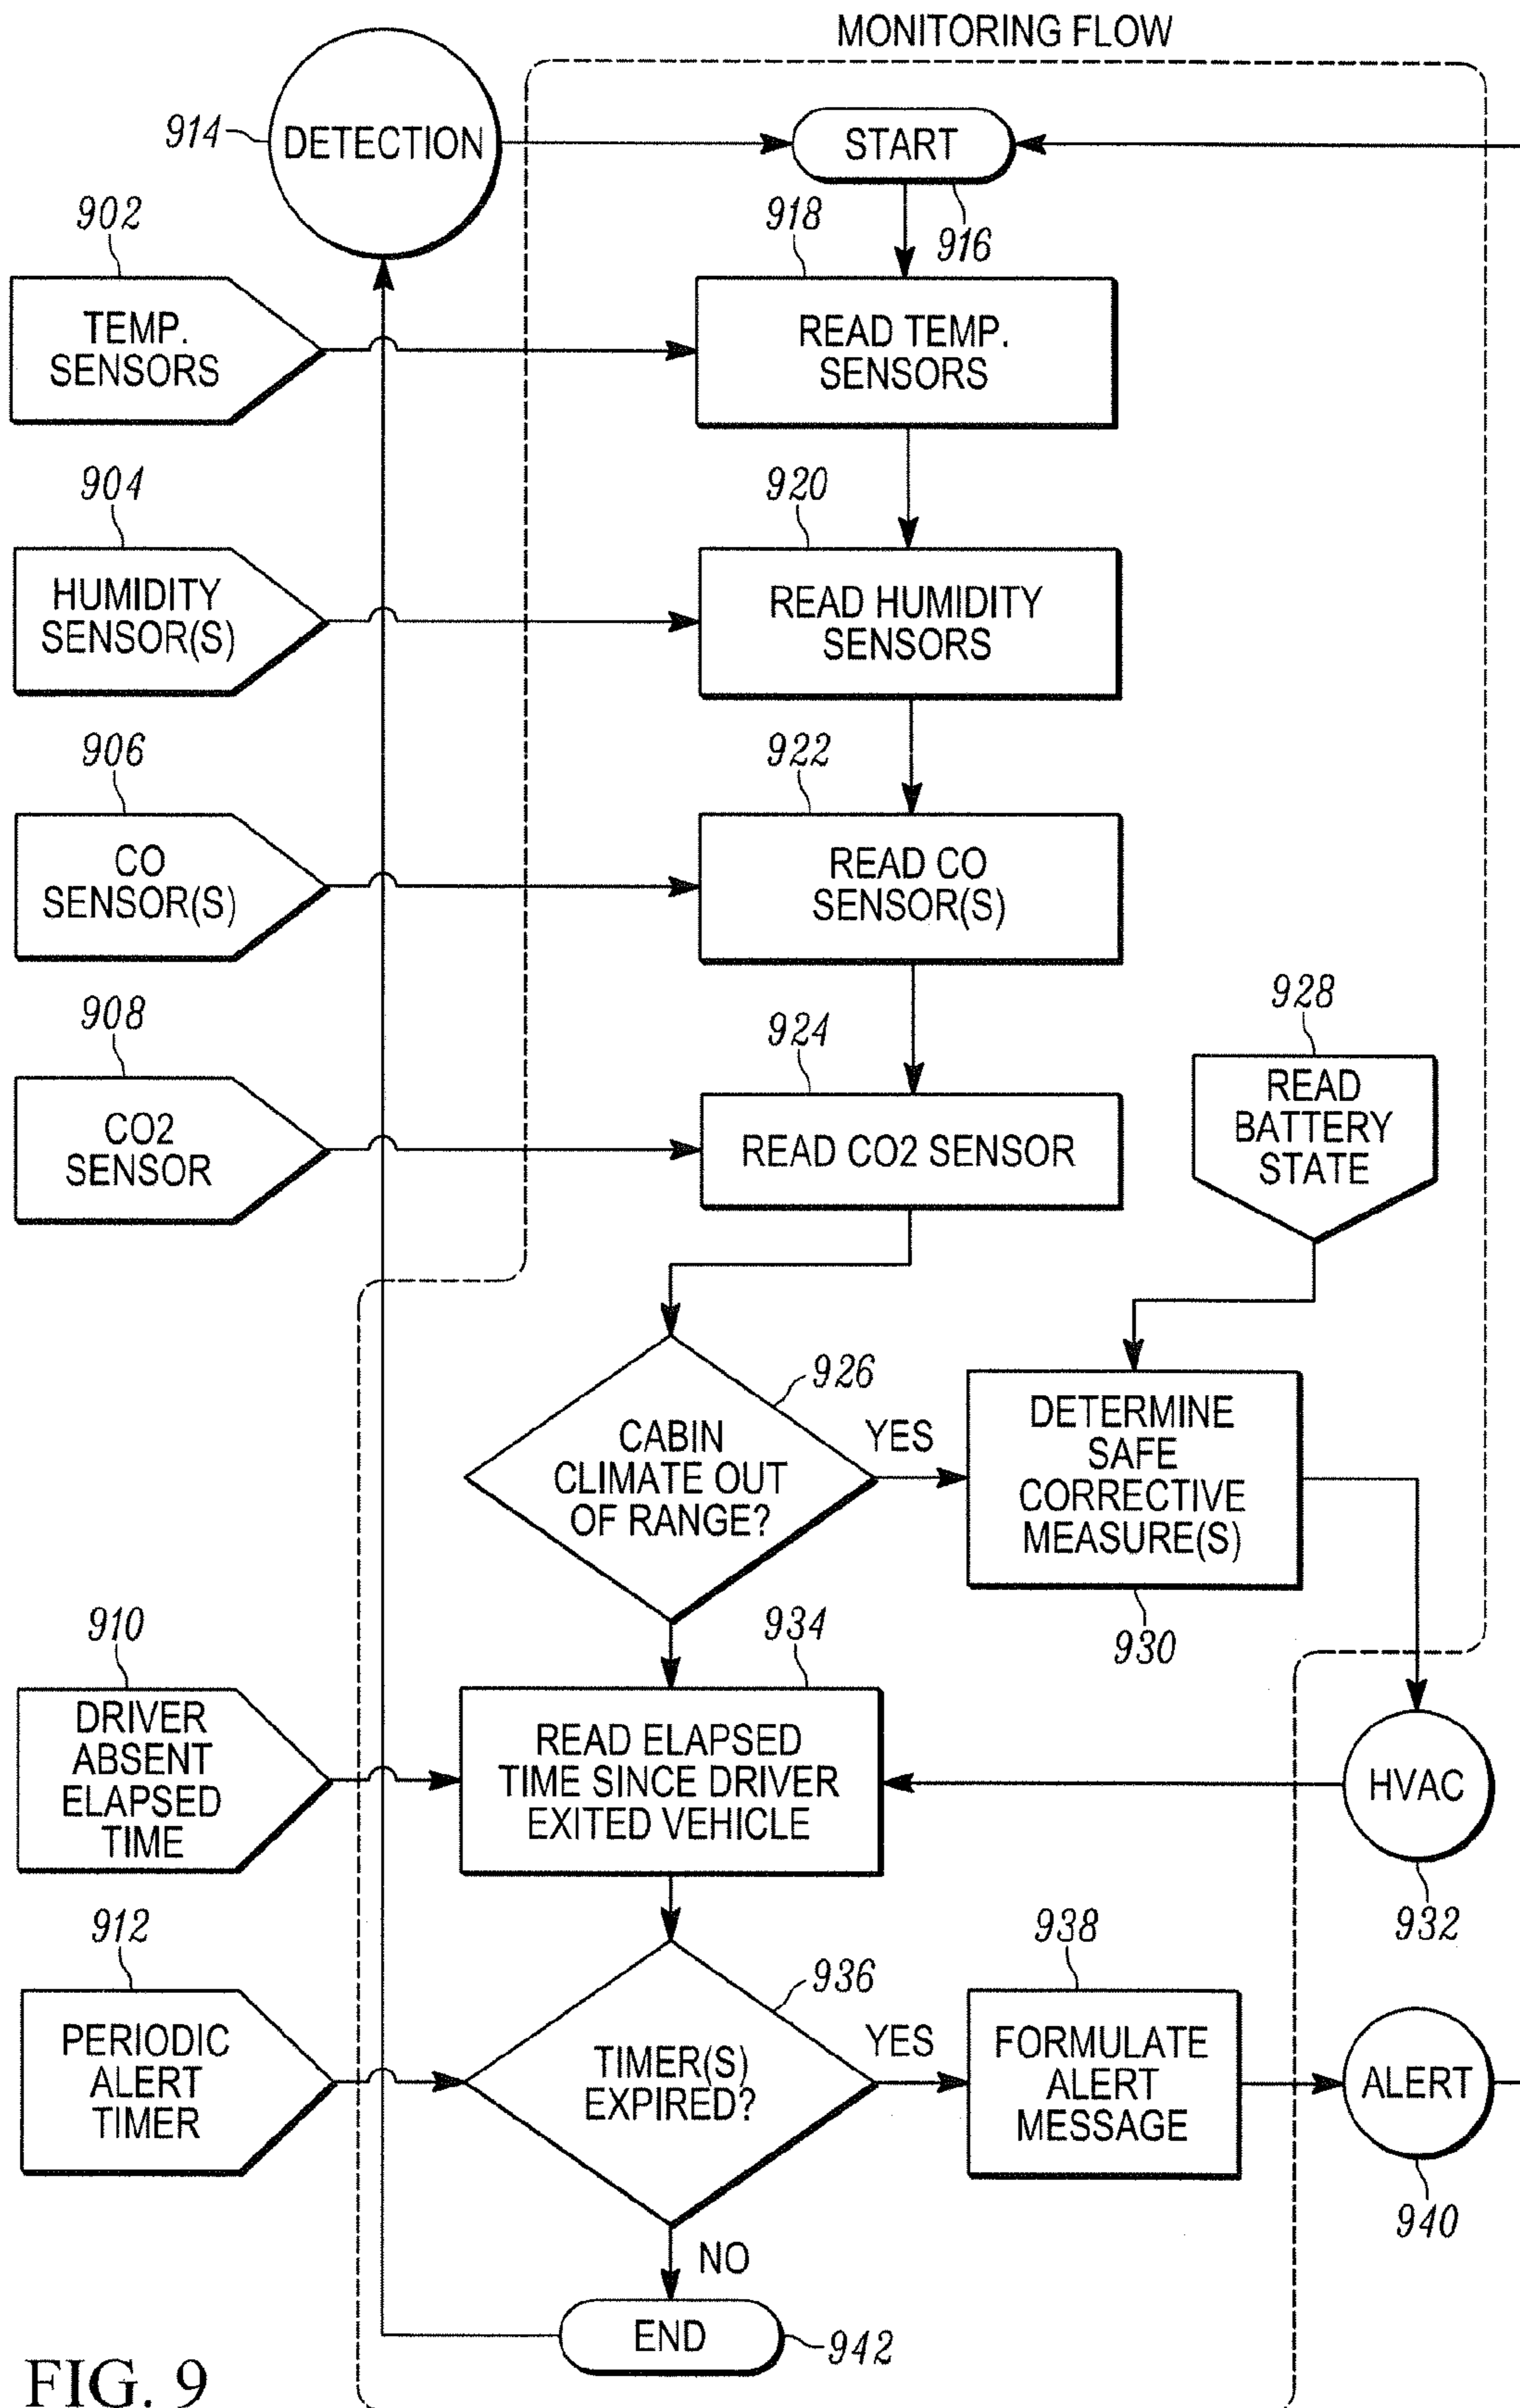 MONITORING FLOW
914
DETECTION
START
916
902
TEMP.
SENSORS
918
READ TEMP.
SENSORS
904
HUMIDITY
SENSOR(S)
920
READ HUMIDITY
SENSORS
906
CO
SENSOR(S)
922
READ CO
SENSOR(S)
908
CO2
SENSOR
924
READ CO2 SENSOR
928
READ
BATTERY
STATE
926
CABIN
CLIMATE OUT
OF RANGE?
YES
DETERMINE
SAFE
CORRECTIVE
MEASURE(S)
930
910
DRIVER
ABSENT
ELAPSED
TIME
934
READ ELAPSED
TIME SINCE DRIVER
EXITED VEHICLE
HVAC
932
912
PERIODIC
ALERT
TIMER
936
TIMER(S)
EXPIRED?
YES
938
FORMULATE
ALERT
MESSAGE
ALERT
940
NO
END
942
FIG. 9